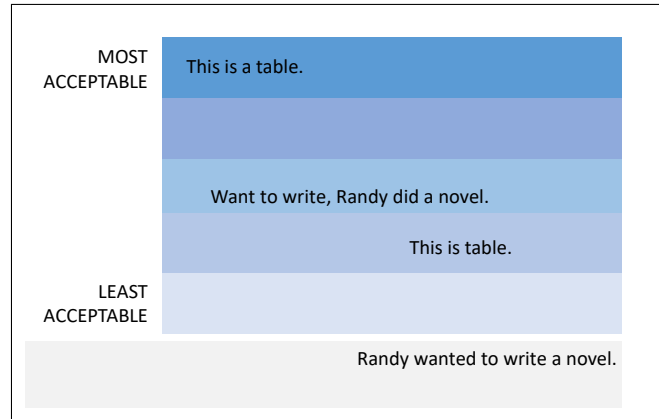 MOST
ACCEPTABLE
This is a table.
Want to write, Randy did a novel.
This is table.
LEAST
ACCEPTABLE
Randy wanted to write a novel.